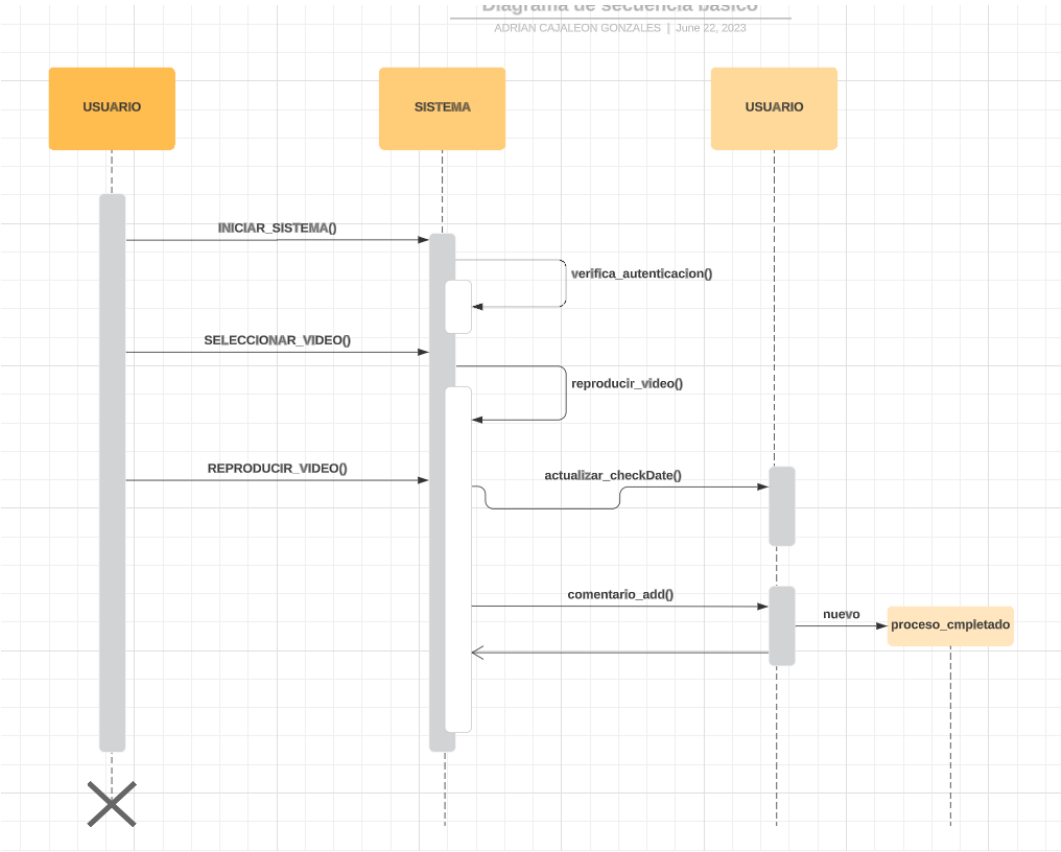 Diagrama de secuencia básico
ADRIAN CAJALEON GONZALES | June 22, 2023
USUARIO
SISTEMA
USUARIO
INICIAR_SISTEMA()
verifica_autenticacion()
SELECCIONAR_VIDEO()
reproducir_video()
REPRODUCIR_VIDEO()
actualizar_checkDate()
comentario_add()
nuevo
proceso_cmpletado